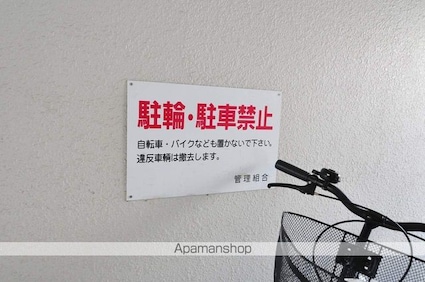 駐輪・駐車禁止
自転車・バイクなども置かないで下さい。
違反車輌は撤去します。
管理組合
Apamanshop